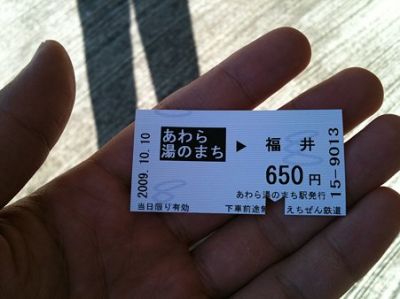 2009.10.10
あわら
湯のまち
▶
福井
650円
あわら湯のまち駅発行
当日限り有効
下車前途無
えちぜん鉄道
15-9013